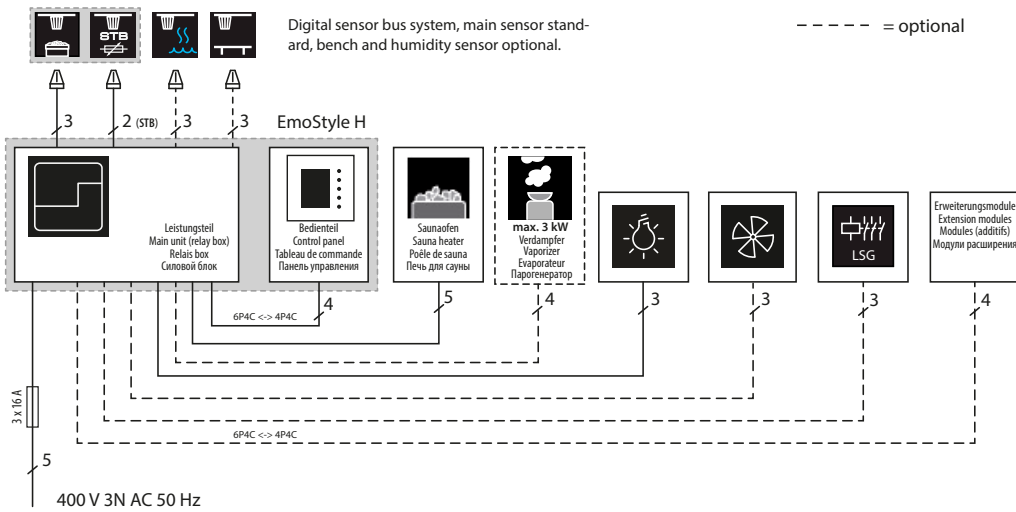 STB
Digital sensor bus system, main sensor stand-
ard, bench and humidity sensor optional.
= optional
3
2 (STB)
3
3
EmoStyle H
Leistungsteil
Main unit (relay box)
Relais box
Силовой блок
Bedienteil
Control panel
Tableau de commande
Панель управления
Saunaofen
Sauna heater
Poêle de sauna
Печь для сауны
max. 3 kW
Verdampfer
Vaporizer
Evaporateur
Парогенератор
LSG
Erweiterungsmodule
Extension modules
Modules (additifs)
Модули расширения
4
5
4
3
3
3
4
6P4C <-> 4P4C
3 x 16 A
6P4C <-> 4P4C
5
400 V 3N AC 50 Hz